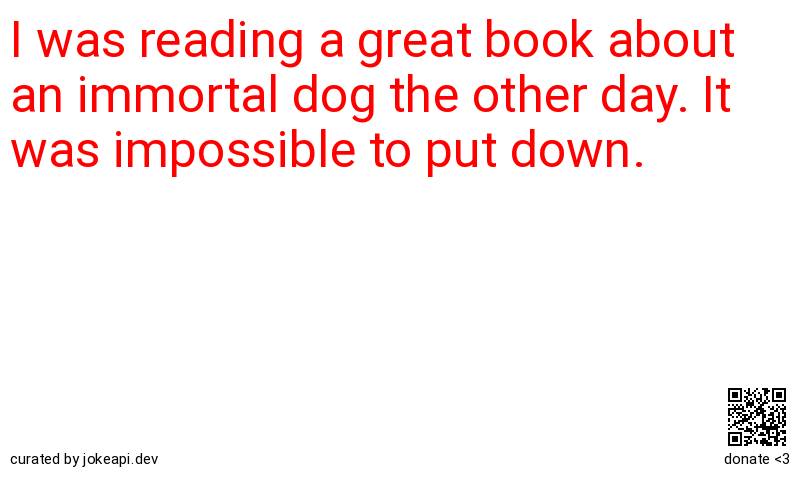 I was reading a great book about
an immortal dog the other day. It
was impossible to put down.
curated by jokeapi.dev
donate <3